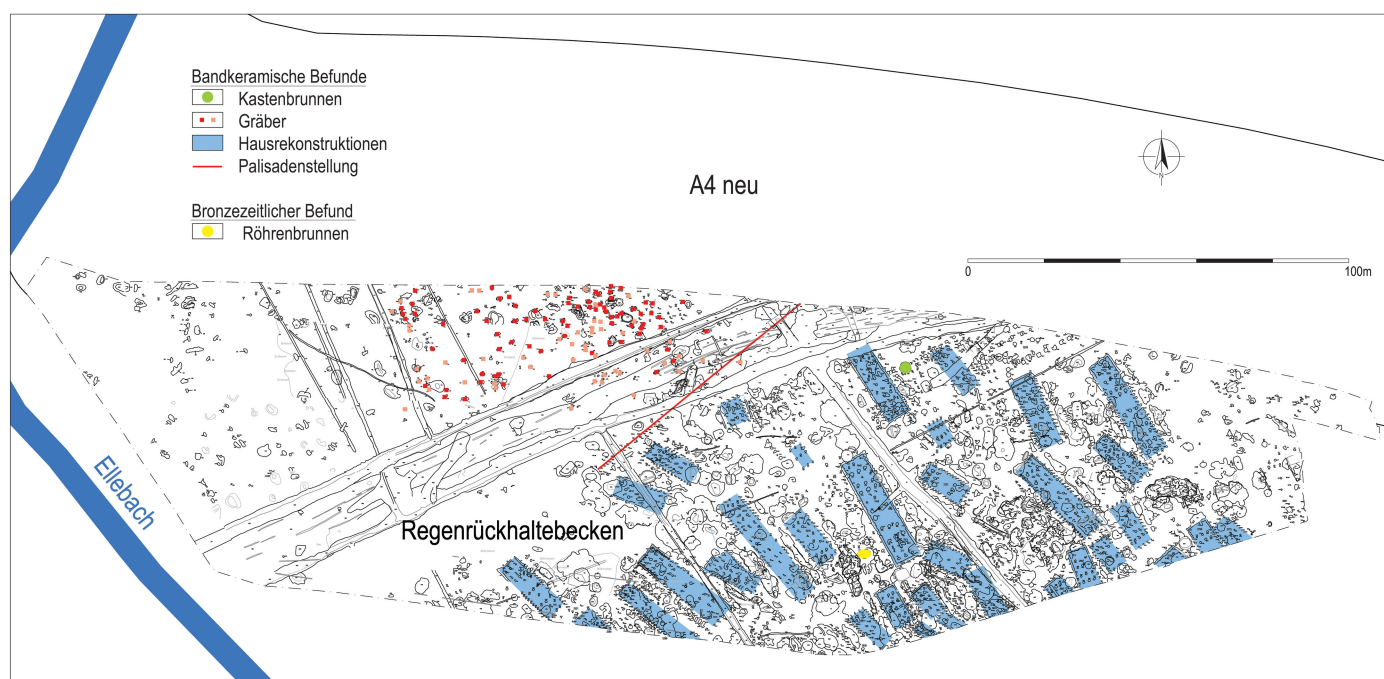 Bandkeramische Befunde
Kastenbrunnen
Gräber
Hausrekonstruktionen
Palisadenstellung
Bronzezeitlicher Befund
Röhrenbrunnen
A4 neu
N
0
100m
Ellebach
Regenrückhaltebecken